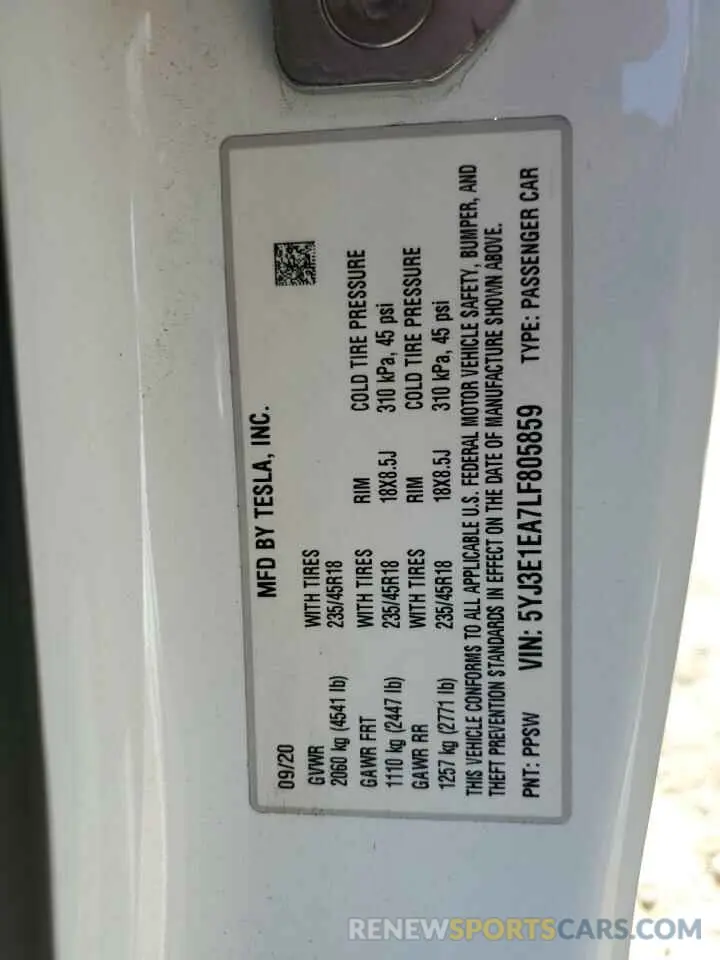 MFD BY TESLA, INC.
09/20
GVWR WITH TIRES
2060 kg (4541 lb) 235/45R18
GAWR FRT WITH TIRES RIM COLD TIRE PRESSURE
1110 kg (2447 lb) 235/45R18 18X8.5J 310 kPa, 45 psi
GAWR RR WITH TIRES RIM COLD TIRE PRESSURE
1257 kg (2771 lb) 235/45R18 18X8.5J 310 kPa, 45 psi
THIS VEHICLE CONFORMS TO ALL APPLICABLE U.S. FEDERAL MOTOR VEHICLE SAFETY, BUMPER, AND
THEFT PREVENTION STANDARDS IN EFFECT ON THE DATE OF MANUFACTURE SHOWN ABOVE.
PNT: PPSW VIN: 5YJ3E1EA7LF805859 TYPE: PASSENGER CAR
RENEWSPORTSCARS.COM